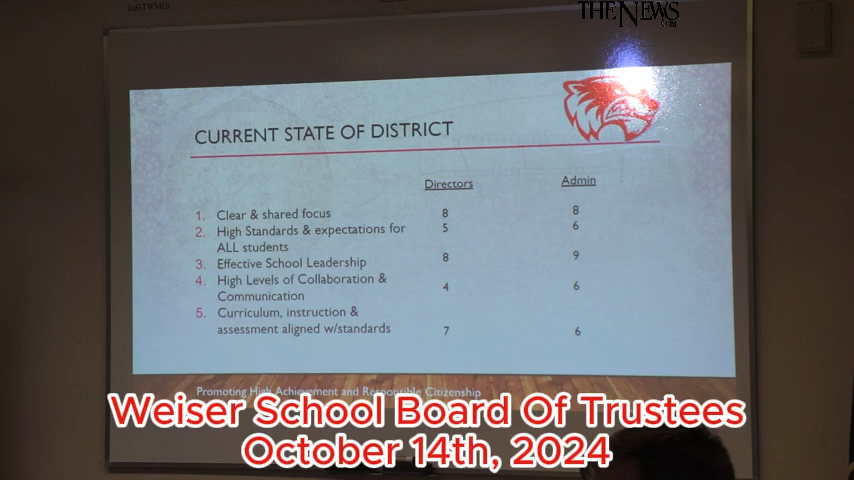 THE NEWS
.COM
CURRENT STATE OF DISTRICT
Directors Admin
1. Clear & shared focus 8 8
2. High Standards & expectations for 5 6
ALL students
3. Effective School Leadership 8 9
4. High Levels of Collaboration & 4 6
Communication
5. Curriculum, instruction &
assessment aligned w/standards 7 6
Promoting High Achievement and Responsible Citizenship
Weiser School Board Of Trustees
October 14th, 2024